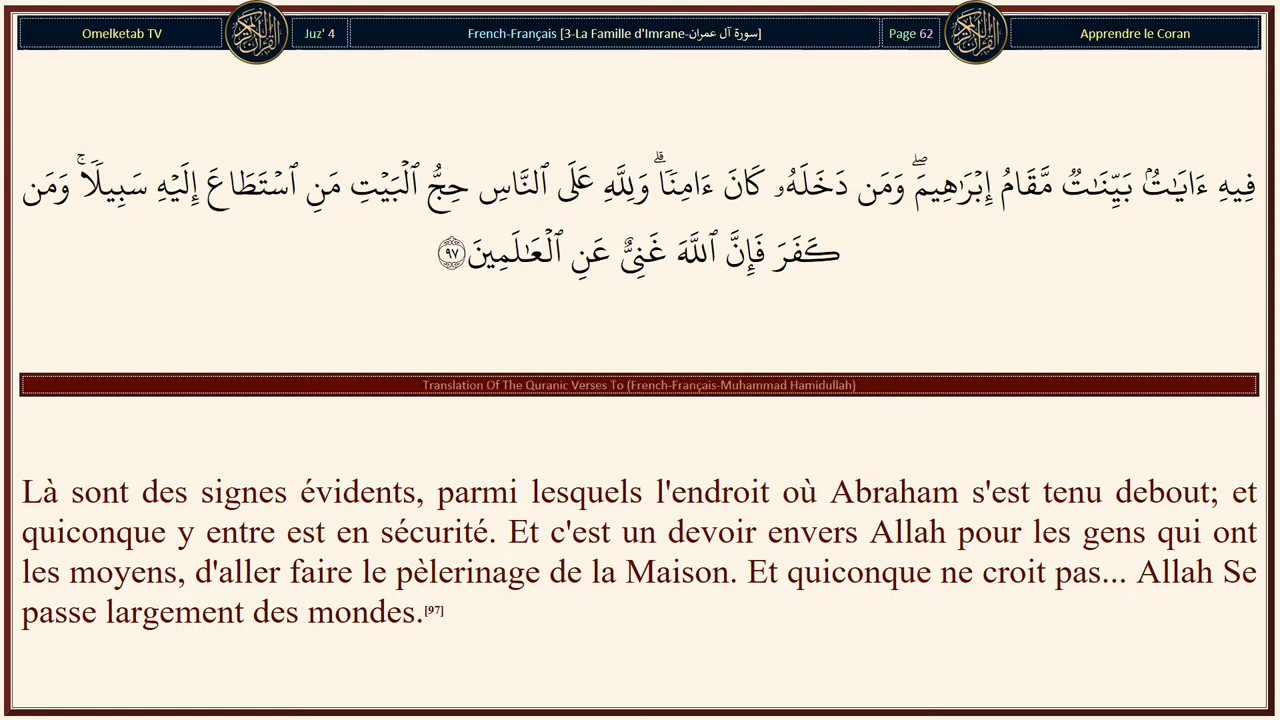 Omelketab TV
Juz' 4
French-Français [3-La Famille d'Imrane-سورة آل عمران]
Page 62
Apprendre le Coran
فِيهِ ءَايَـٰتُۢ بَيِّنَـٰتٌ مَّقَامُ إِبْرَٰهِيمَ ۖ وَمَن دَخَلَهُۥ كَانَ ءَامِنًا ۗ وَلِلَّهِ عَلَى ٱلنَّاسِ حِجُّ ٱلْبَيْتِ مَنِ ٱسْتَطَاعَ إِلَيْهِ سَبِيلًا ۚ وَمَن
كَفَرَ فَإِنَّ ٱللَّهَ غَنِىٌّ عَنِ ٱلْعَـٰلَمِينَ ٩٧
Translation Of The Quranic Verses To (French-Français-Muhammad Hamidullah)
Là sont des signes évidents, parmi lesquels l'endroit où Abraham s'est tenu debout; et
quiconque y entre est en sécurité. Et c'est un devoir envers Allah pour les gens qui ont
les moyens, d'aller faire le pèlerinage de la Maison. Et quiconque ne croit pas... Allah Se
passe largement des mondes.[97]